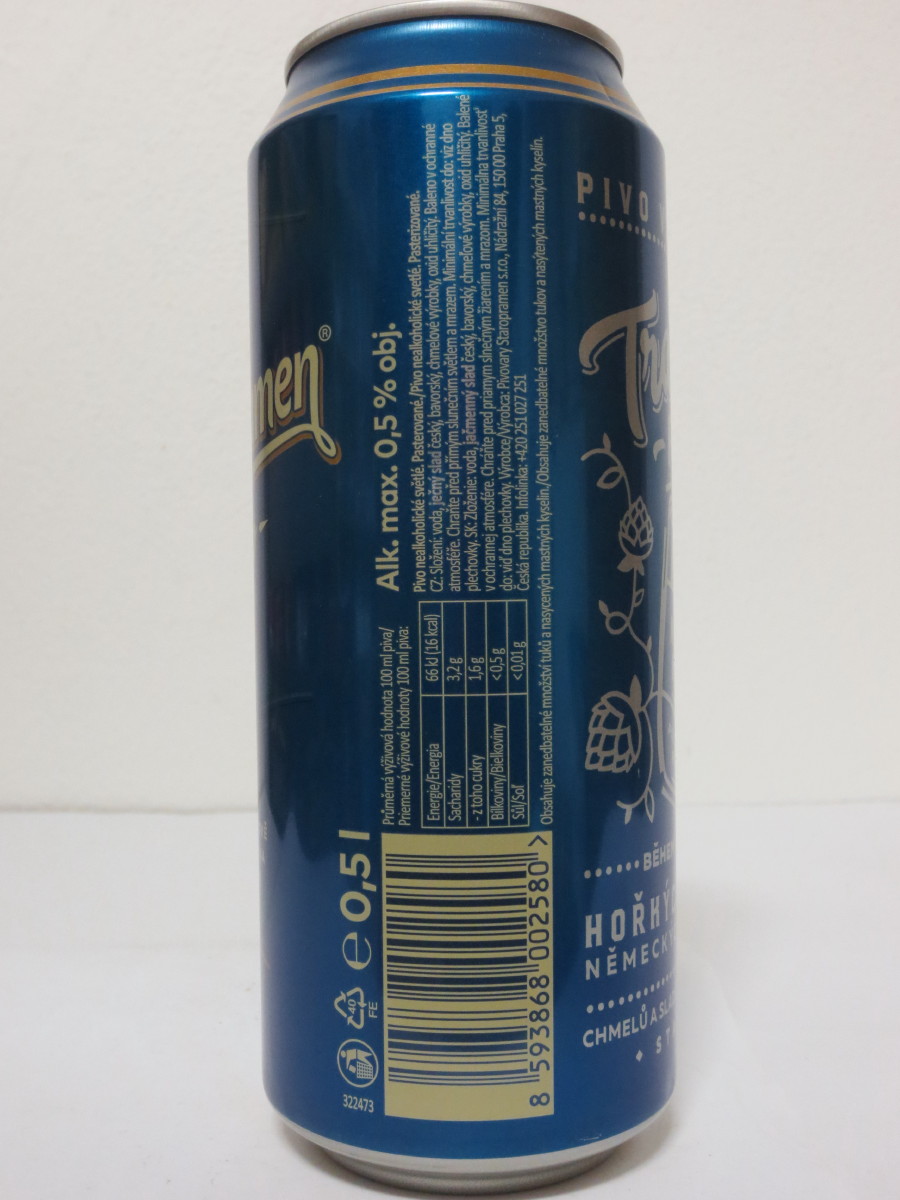 men®
Alk. max. 0,5 % obj.
Pivo nealkoholické světlé. Pasterované./Pivo nealkoholické svetlé. Pasterizované.
CZ: Složení: voda, ječný slad český, bavorský, chmelové výrobky, oxid uhličitý. Baleno v ochranné
atmosféře. Chraňte před přímým slunečním světlem a mrazem. Minimální trvanlivost do: viz dno
plechovky. SK: Zloženie: voda, jačmenný slad český, bavorský, chmeľové výrobky, oxid uhličitý. Balené
v ochrannej atmosfére. Chráňte pred priamym slnečným žiarením a mrazom. Minimálna trvanlivosť
do: viď dno plechovky. Výrobce/Výrobca: Pivovary Staropramen s.r.o., Nádražní 84, 150 00 Praha 5,
Česká republika. Infolinka: +420 251 027 251
Průměrná výživová hodnota 100 ml piva/
Priemerné výživové hodnoty 100 ml piva:
Energie/Energia 66 kJ (16 kcal)
Sacharidy 3,2 g
- z toho cukry 1,6 g
Bílkoviny/Bielkoviny <0,5 g
Sůl/Soľ <0,01 g
Obsahuje zanedbatelné množství tuků a nasycených mastných kyselin./Obsahuje zanedbateľné množstvo tukov a nasýtených mastných kyselín.
e 0,5 l
40
FE
322473
8 593868 002580 >
PIVO
BĚHE
HOŘKÝ
NĚMECK
CHMELŮ A SLA
ST